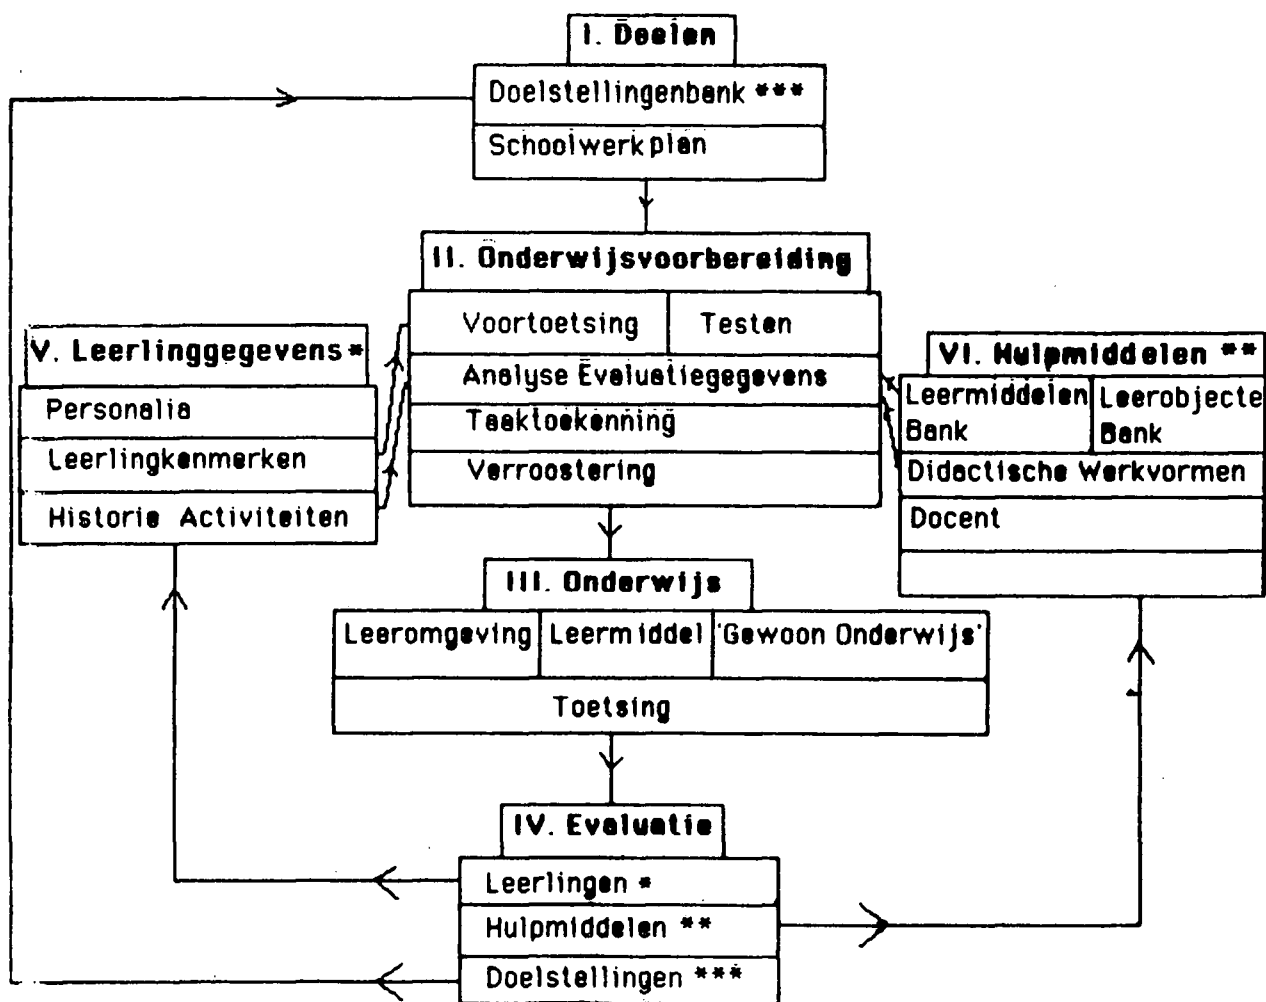 I. Doelen
Doelstellingenbank ***
Schoolwerkplan
II. Onderwijsvoorbereiding
Voortoetsing
Testen
Analyse Evaluatiegegevens
Taaktoekenning
Verroostering
V. Leerlinggegevens *
Personalia
Leerlingkenmerken
Historie Activiteiten
VI. Hulpmiddelen **
Leermiddelen
Bank
Leerobjecte
Bank
Didactische Werkvormen
Docent
III. Onderwijs
Leeromgeving
Leermiddel
'Gewoon Onderwijs'
Toetsing
IV. Evaluatie
Leerlingen *
Hulpmiddelen **
Doelstellingen ***